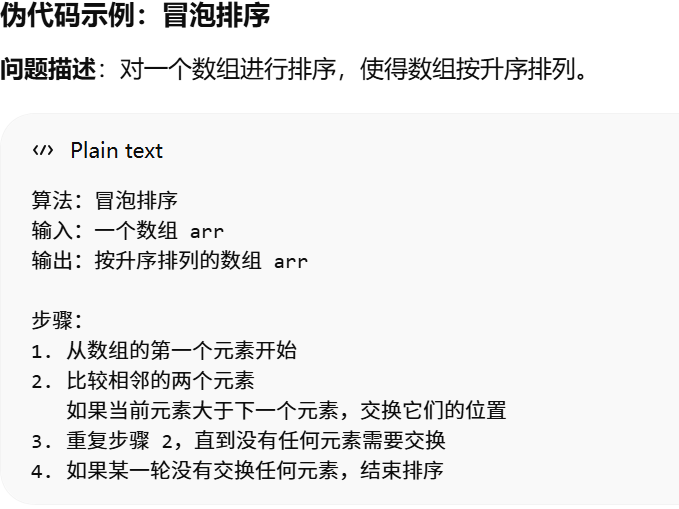 伪代码示例：冒泡排序
问题描述：对一个数组进行排序，使得数组按升序排列。
Plain text
算法：冒泡排序
输入：一个数组 arr
输出：按升序排列的数组 arr
步骤：
1. 从数组的第一个元素开始
2. 比较相邻的两个元素
如果当前元素大于下一个元素，交换它们的位置
3. 重复步骤 2，直到没有任何元素需要交换
4. 如果某一轮没有交换任何元素，结束排序